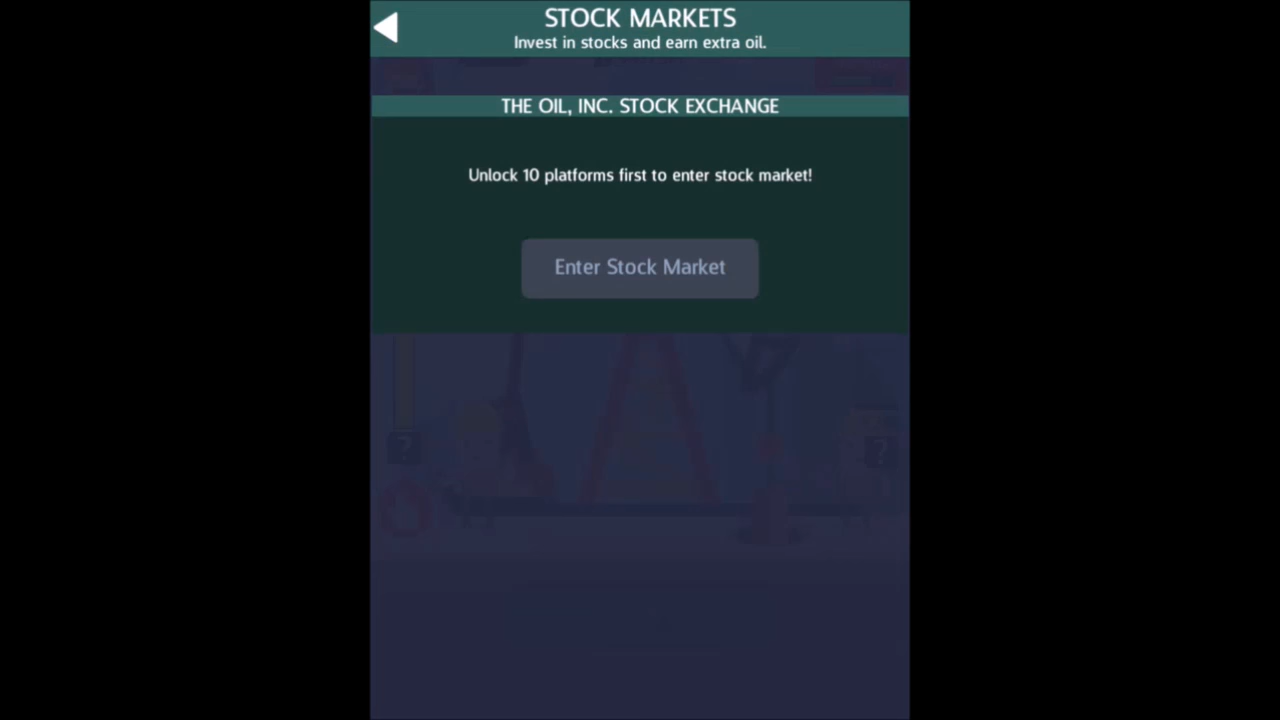 STOCK MARKETS
Invest in stocks and earn extra oil.
THE OIL, INC. STOCK EXCHANGE
Unlock 10 platforms first to enter stock market!
Enter Stock Market
? ?